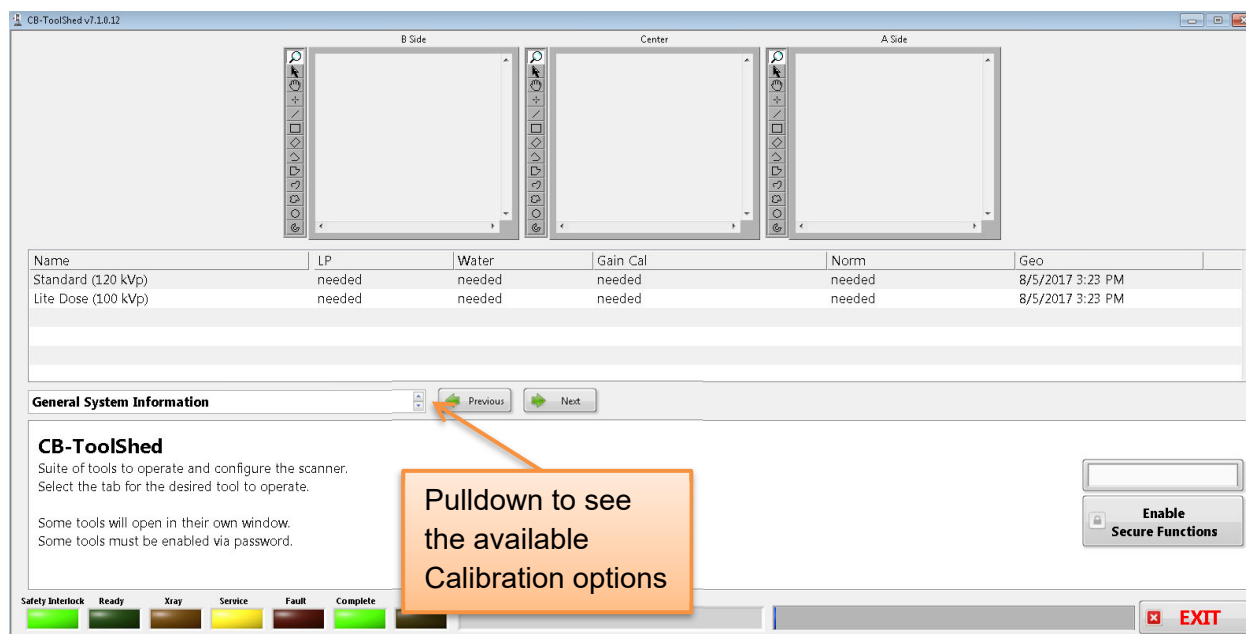 CB-ToolShed v7.1.0.12
B Side Center A Side
Name LP Water Gain Cal Norm Geo
Standard (120 kVp) needed needed needed needed 8/5/2017 3:23 PM
Lite Dose (100 kVp) needed needed needed needed 8/5/2017 3:23 PM
General System Information Previous Next
CB-ToolShed
Suite of tools to operate and configure the scanner.
Select the tab for the desired tool to operate.
Some tools will open in their own window.
Some tools must be enabled via password.
Pulldown to see
the available
Calibration options
Enable
Secure Functions
Safety Interlock Ready Xray Service Fault Complete
EXIT